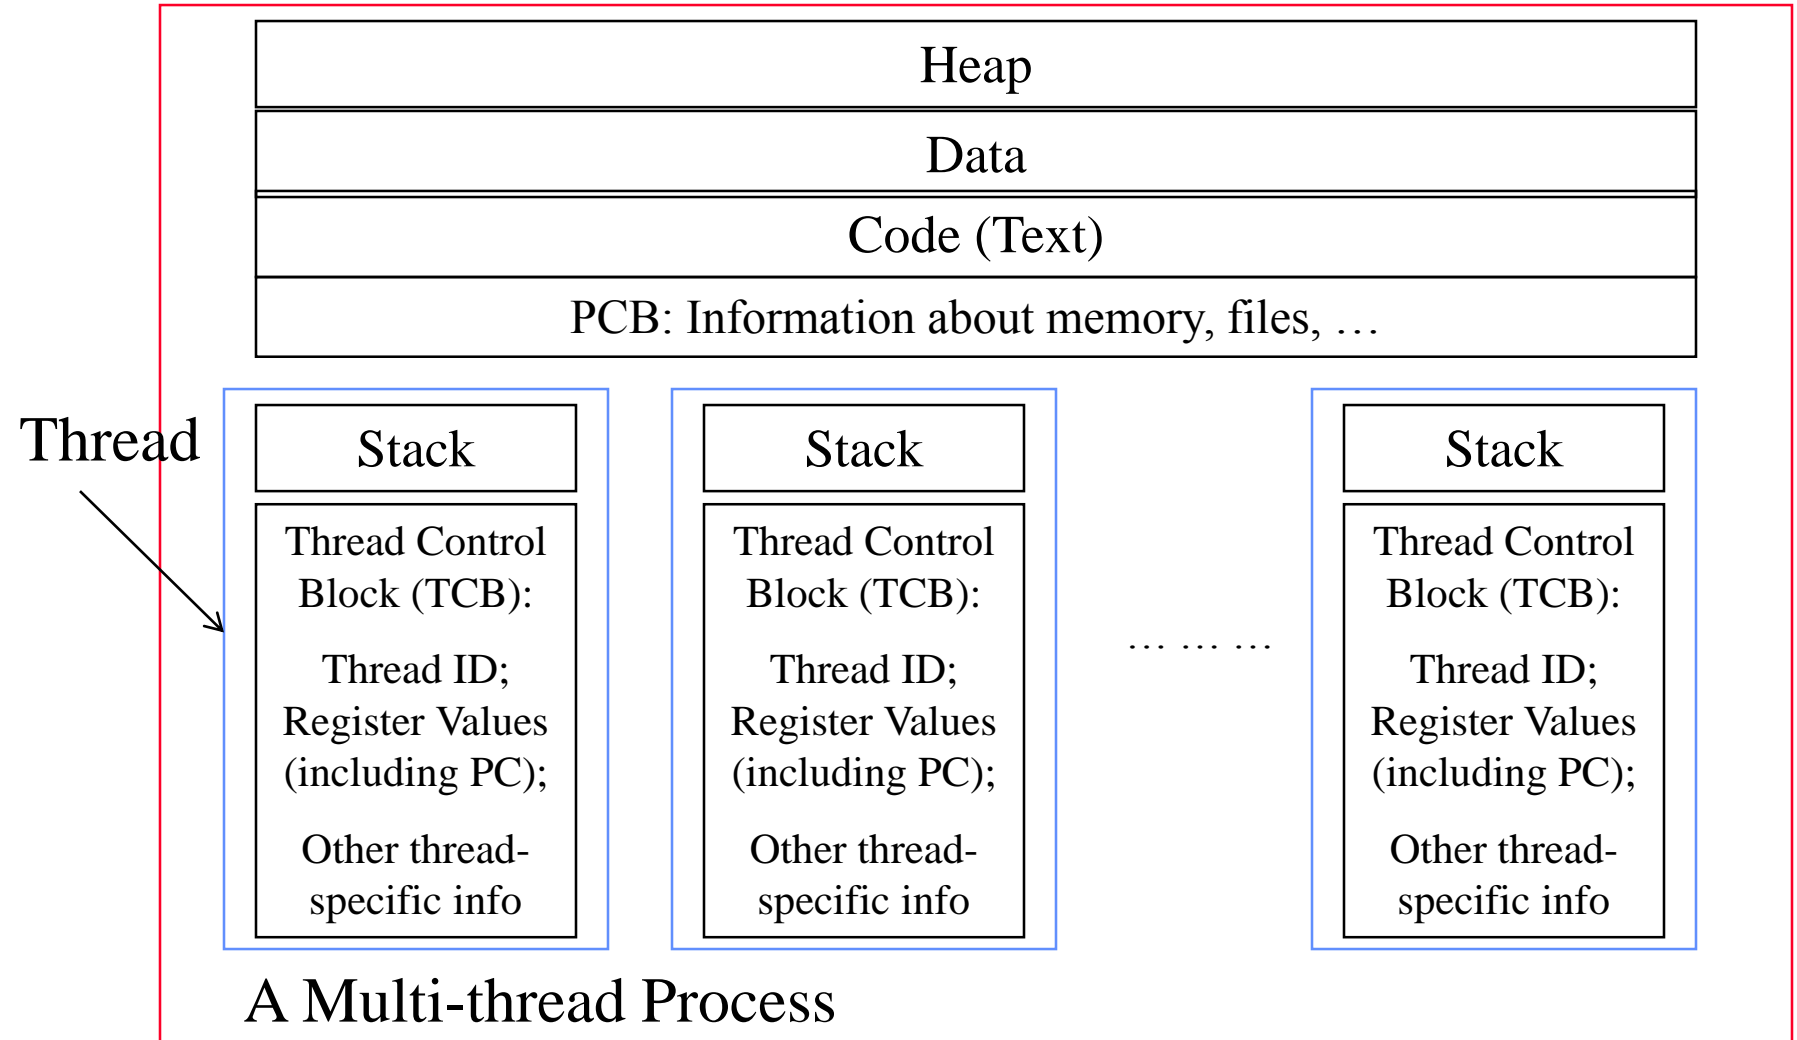 Heap
Data
Code (Text)
PCB: Information about memory, files, …
Thread
Stack
Thread Control
Block (TCB):
Thread ID;
Register Values
(including PC);
Other thread-
specific info
Stack
Thread Control
Block (TCB):
Thread ID;
Register Values
(including PC);
Other thread-
specific info
… … …
Stack
Thread Control
Block (TCB):
Thread ID;
Register Values
(including PC);
Other thread-
specific info
A Multi-thread Process